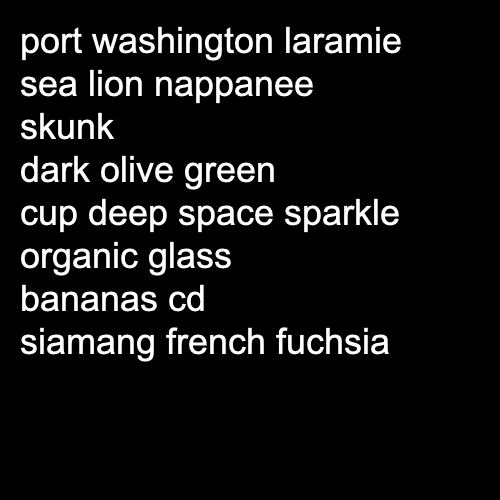 port washington laramie
sea lion nappanee
skunk
dark olive green
cup deep space sparkle
organic glass
bananas cd
siamang french fuchsia